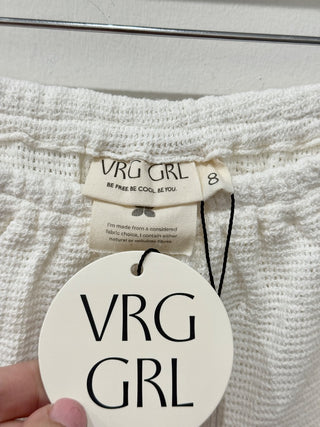 VRG GRL
8
BE FREE. BE COOL. BE YOU.
I'm made from a considered
fabric choice, I contain either
natural or cellulose fibres.
VRG
GRL